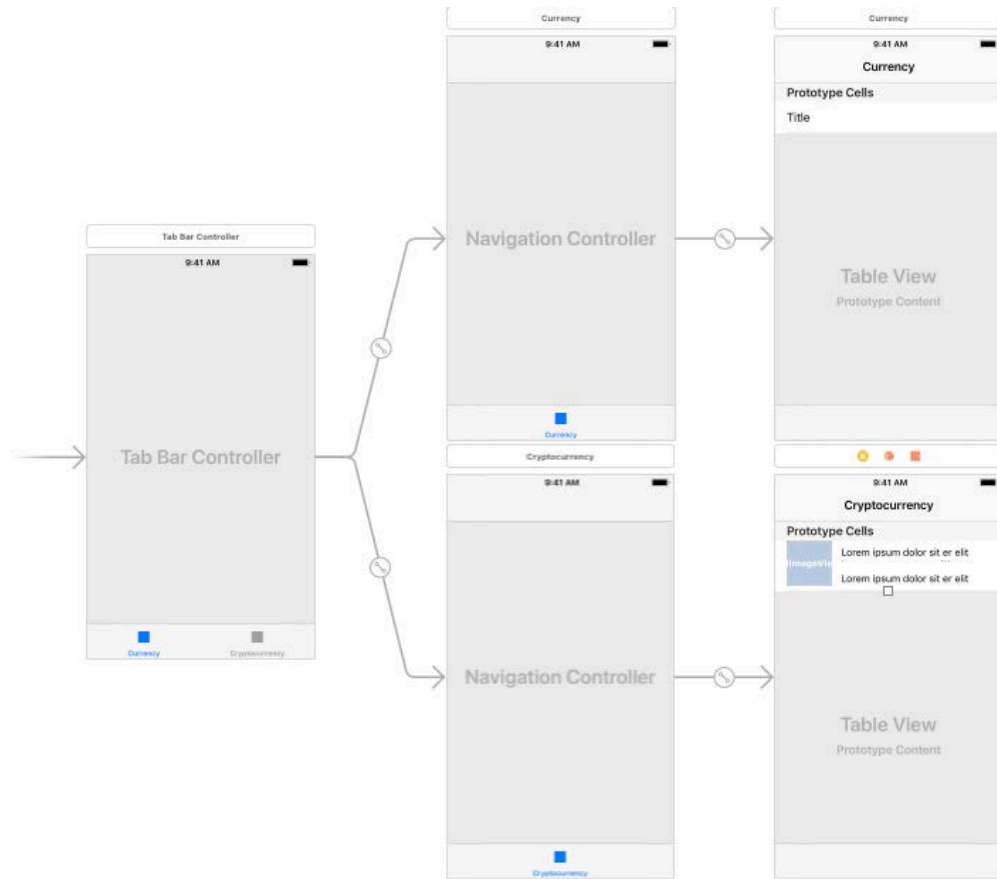 Currency
9:41 AM
Navigation Controller
Currency
Currency
9:41 AM
Currency
Prototype Cells
Title
Table View
Prototype Content
Tab Bar Controller
9:41 AM
Tab Bar Controller
Currency
Cryptocurrency
Cryptocurrency
9:41 AM
Navigation Controller
Cryptocurrency
9:41 AM
Cryptocurrency
Prototype Cells
Lorem ipsum dolor sit er elit
Lorem ipsum dolor sit er elit
Table View
Prototype Content